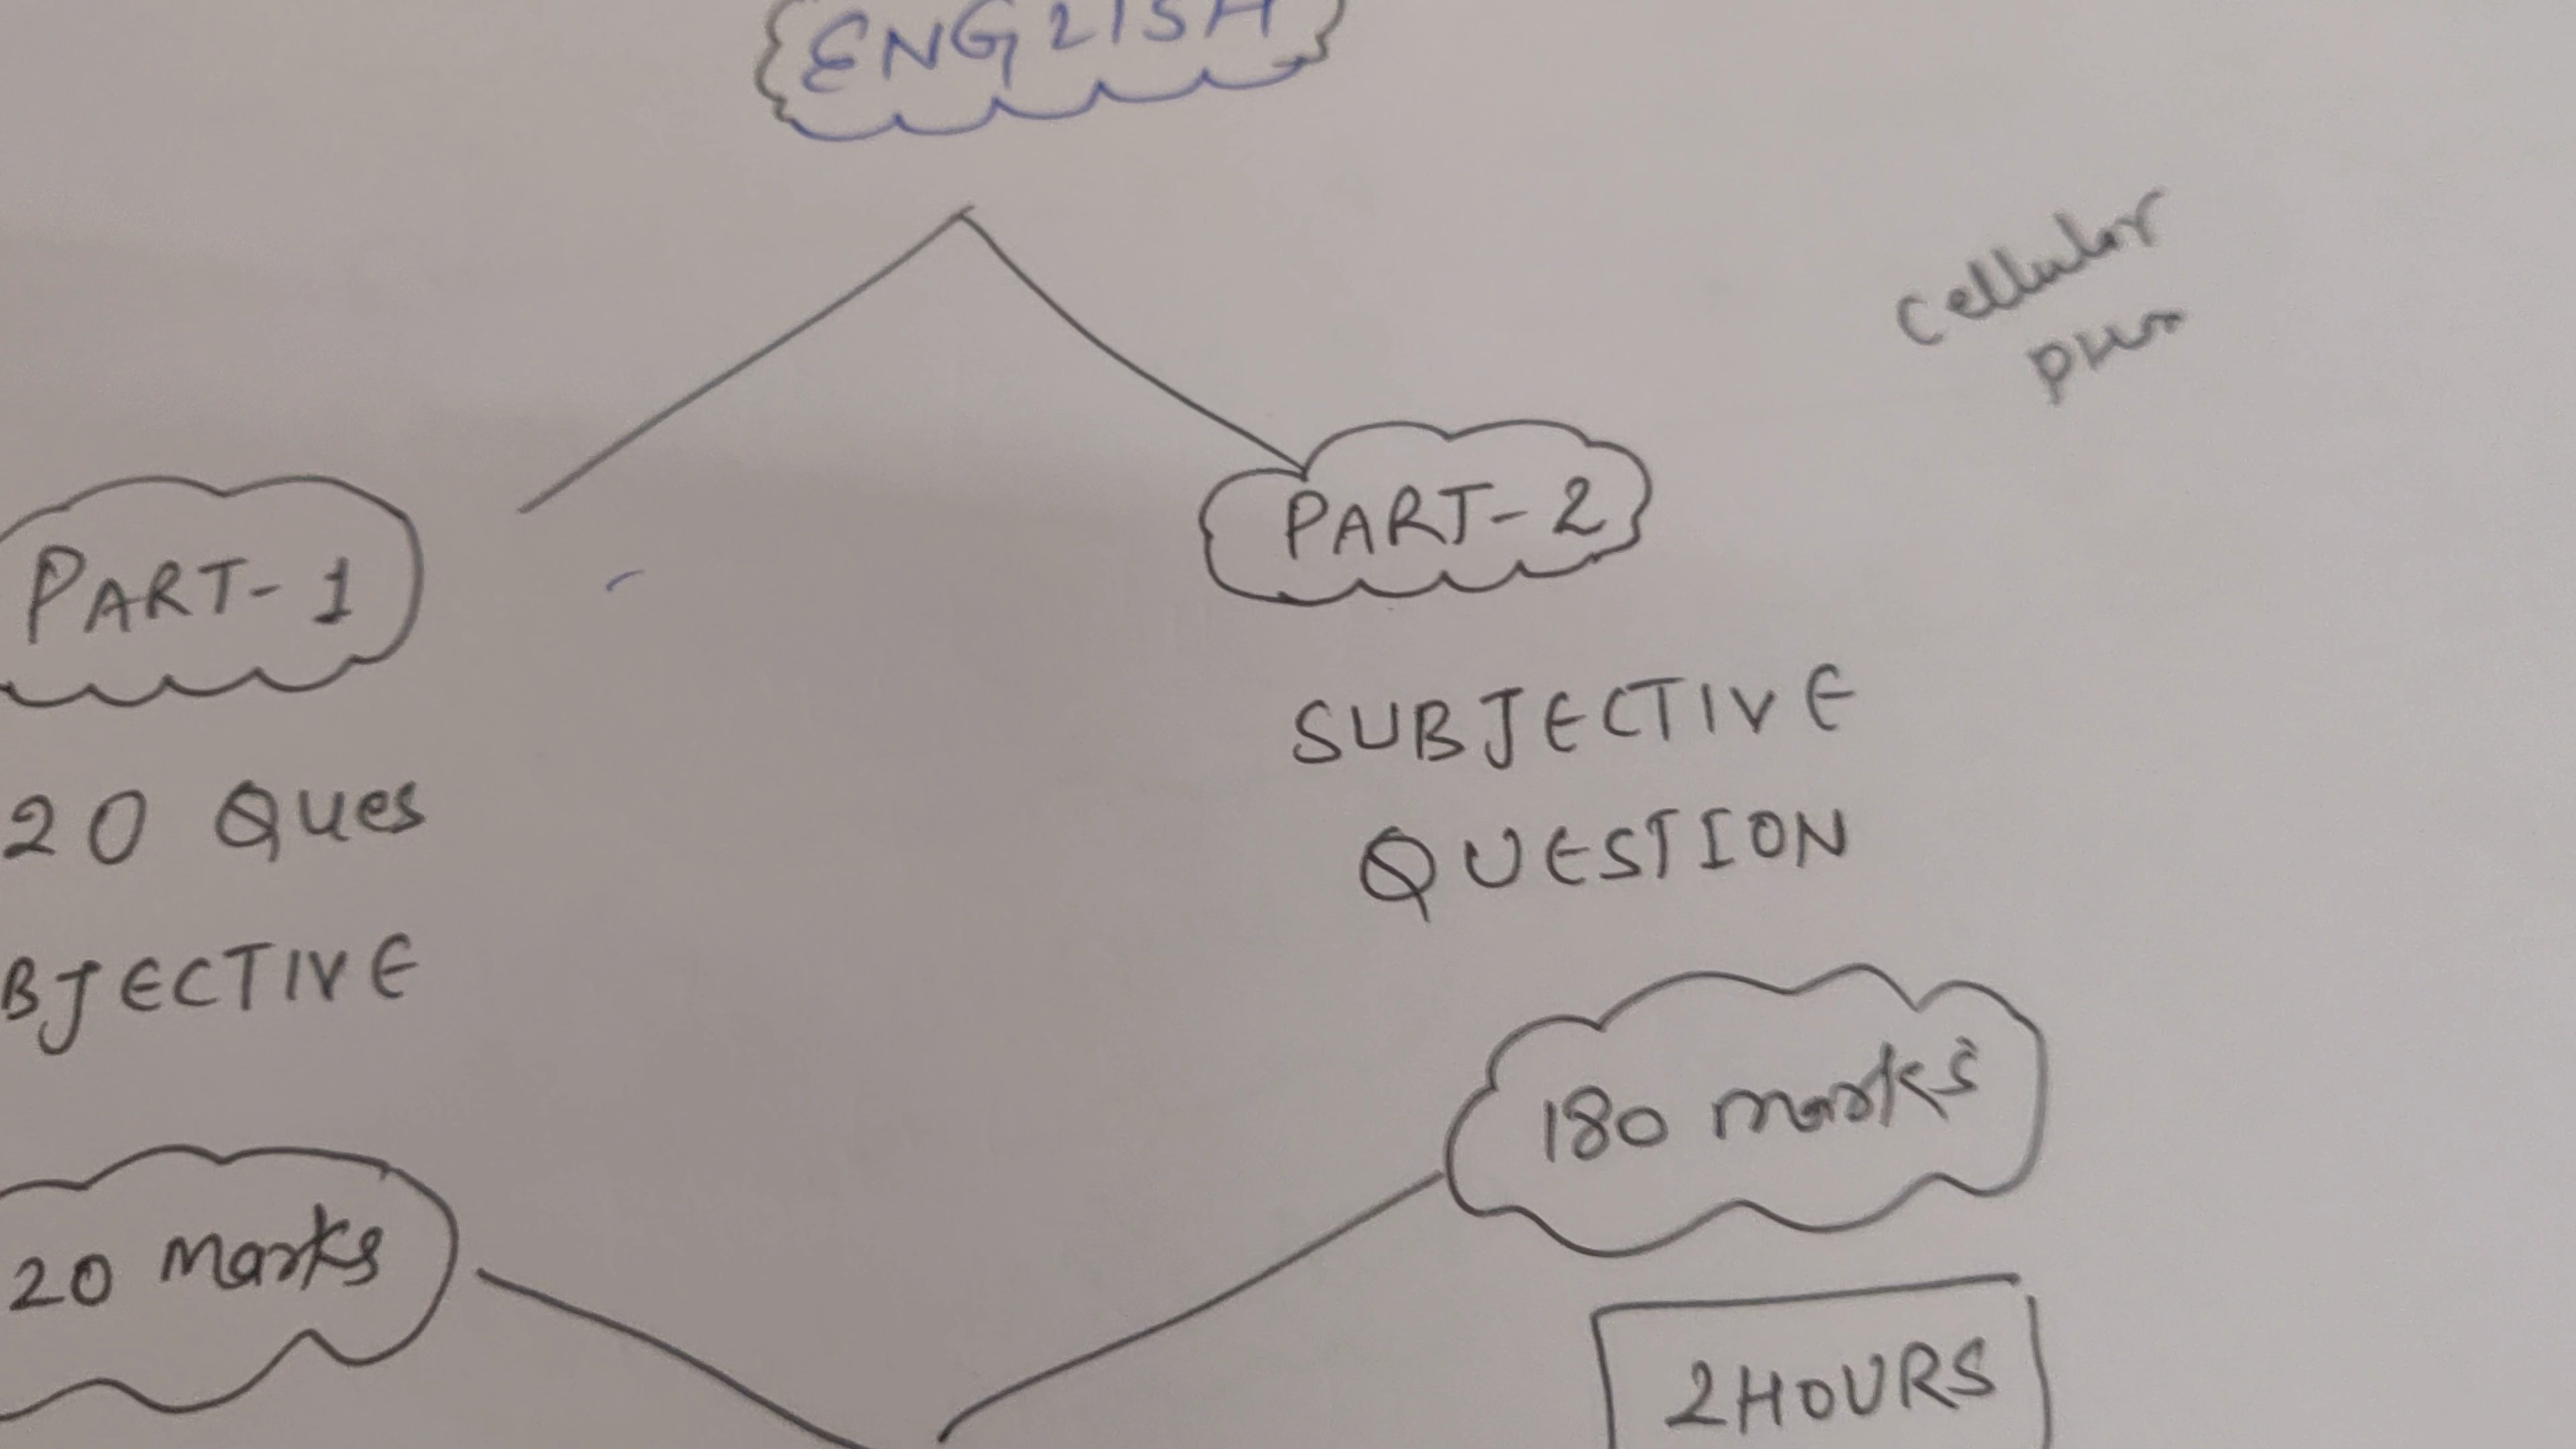 ENGLISH
cellular
PART-1
PART-2
20 Ques
SUBJECTIVE
QUESTION
BJECTIVE
180 marks
20 marks
2HOURS